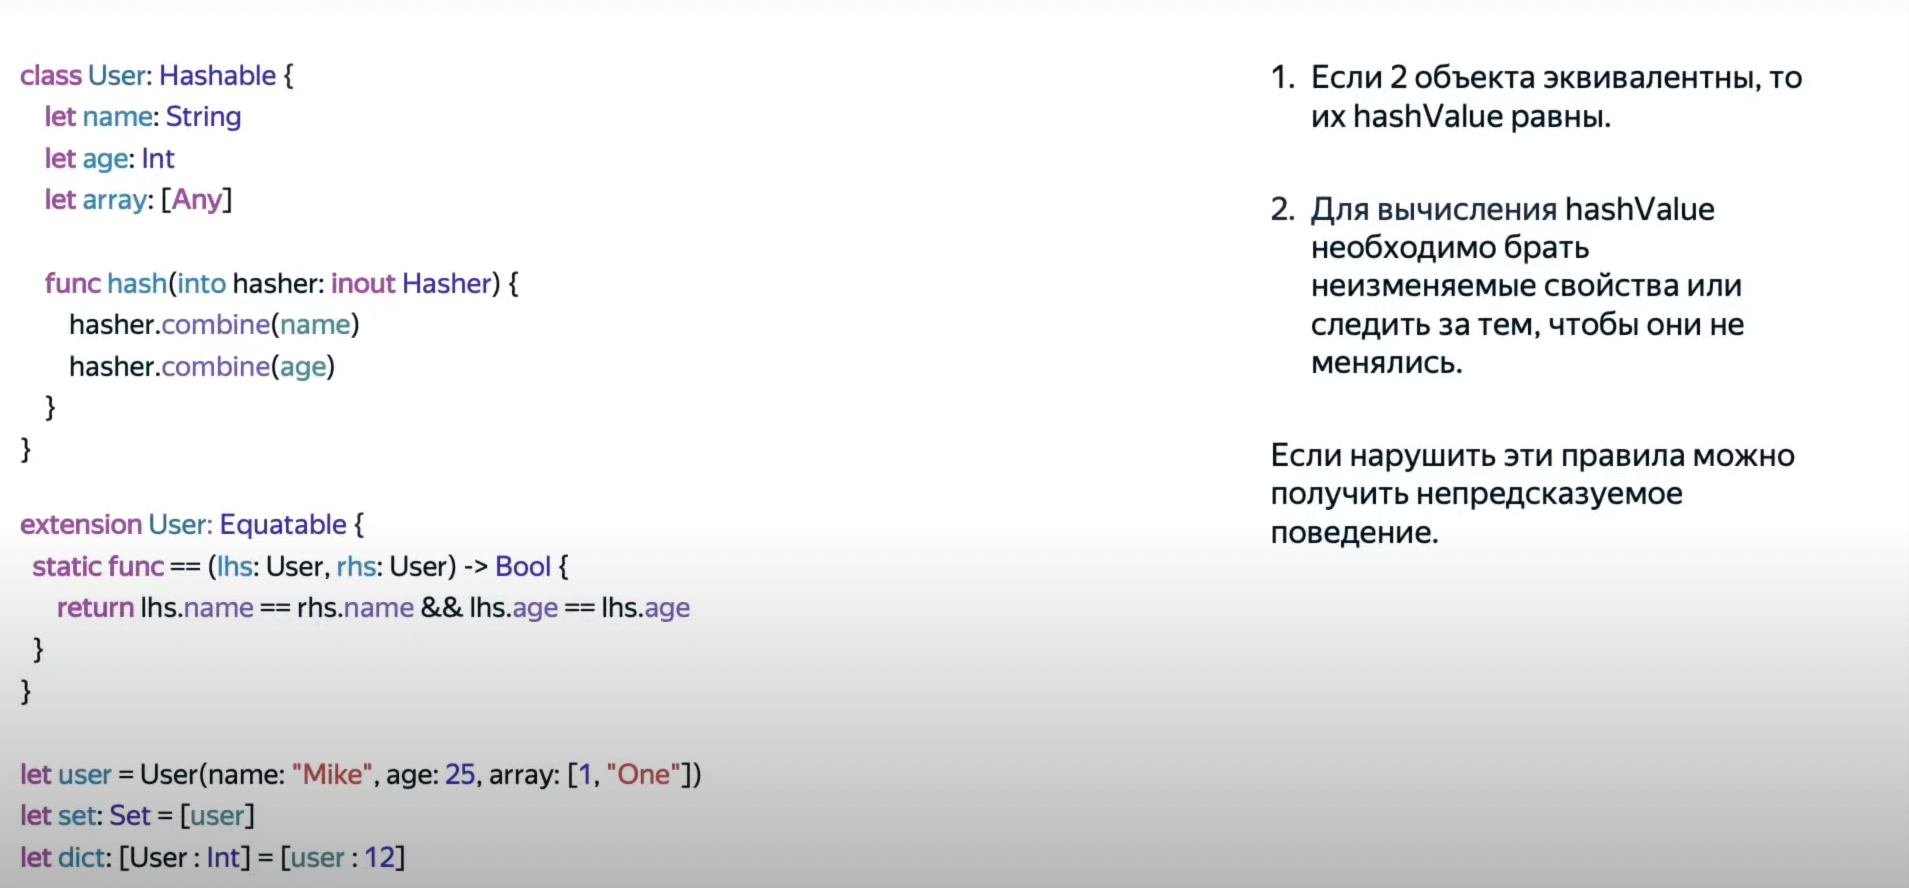 class User: Hashable {
let name: String
let age: Int
let array: [Any]
func hash(into hasher: inout Hasher) {
hasher.combine(name)
hasher.combine(age)
}
}
extension User: Equatable {
static func == (lhs: User, rhs: User) -> Bool {
return lhs.name == rhs.name && lhs.age == lhs.age
}
}
let user = User(name: "Mike", age: 25, array: [1, "One"])
let set: Set = [user]
let dict: [User : Int] = [user : 12]
1. Если 2 объекта эквивалентны, то
их hashValue равны.
2. Для вычисления hashValue
необходимо брать
неизменяемые свойства или
следить за тем, чтобы они не
менялись.
Если нарушить эти правила можно
получить непредсказуемое
поведение.